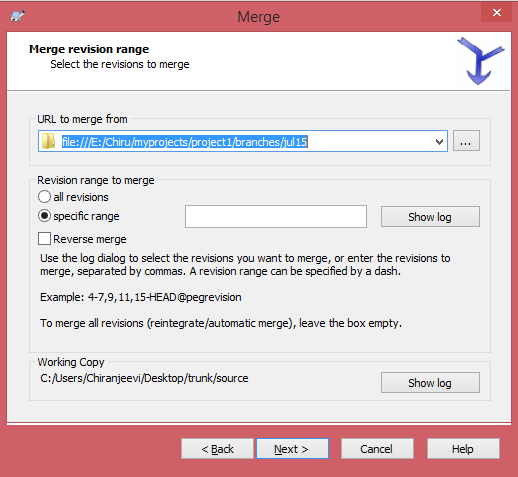 Merge
Merge revision range
Select the revisions to merge
URL to merge from
file:///E:/Chiru/myprojects/project1/branches/jul15
...
Revision range to merge
all revisions
specific range
Show log
Reverse merge
Use the log dialog to select the revisions you want to merge, or enter the revisions to
merge, separated by commas. A revision range can be specified by a dash.
Example: 4-7,9,11,15-HEAD@pegrevision
To merge all revisions (reintegrate/automatic merge), leave the box empty.
Working Copy
C:/Users/Chiranjeevi/Desktop/trunk/source
Show log
< Back
Next >
Cancel
Help